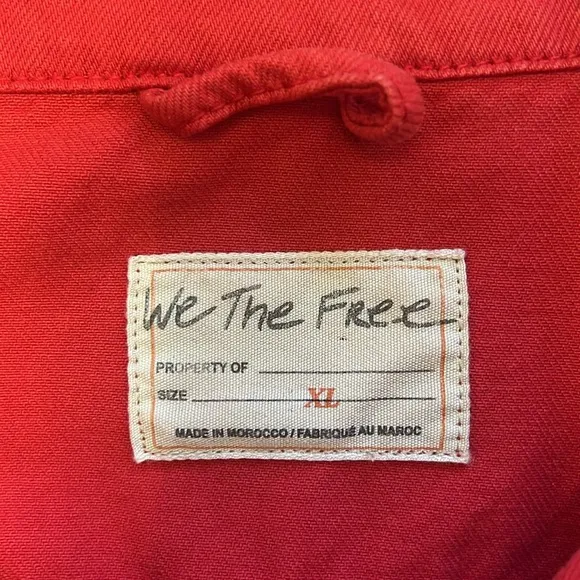 We The Free
PROPERTY OF
SIZE XL
MADE IN MOROCCO / FABRIQUÉ AU MAROC